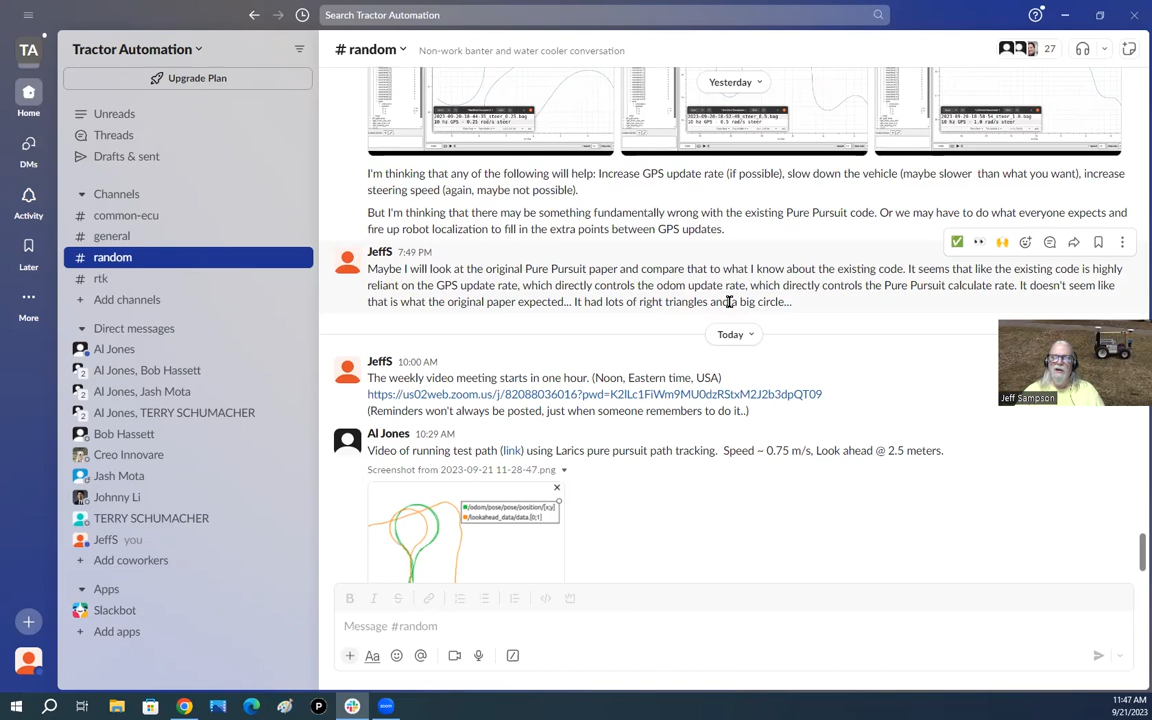 Search Tractor Automation
TA
Home
DMs
Activity
Later
More
Tractor Automation
Upgrade Plan
Unreads
Threads
Drafts & sent
Channels
# common-ecu
# general
# random
# rtk
+ Add channels
Direct messages
Al Jones
2 Al Jones, Bob Hassett
2 Al Jones, Jash Mota
2 Al Jones, TERRY SCHUMACHER
Bob Hassett
Creo Innovare
Jash Mota
Johnny Li
TERRY SCHUMACHER
JeffS you
+ Add coworkers
Apps
Slackbot
+ Add apps
# random
Non-work banter and water cooler conversation
27
Yesterday
I'm thinking that any of the following will help: Increase GPS update rate (if possible), slow down the vehicle (maybe slower than what you want), increase
steering speed (again, maybe not possible).
But I'm thinking that there may be something fundamentally wrong with the existing Pure Pursuit code. Or we may have to do what everyone expects and
fire up robot localization to fill in the extra points between GPS updates.
JeffS 7:49 PM
Maybe I will look at the original Pure Pursuit paper and compare that to what I know about the existing code. It seems that like the existing code is highly
reliant on the GPS update rate, which directly controls the odom update rate, which directly controls the Pure Pursuit calculate rate. It doesn't seem like
that is what the original paper expected... It had lots of right triangles and a big circle...
Today
JeffS 10:00 AM
The weekly video meeting starts in one hour. (Noon, Eastern time, USA)
(Reminders won't always be posted, just when someone remembers to do it..)
Al Jones 10:29 AM
Video of running test path (link) using Larics pure pursuit path tracking. Speed ~ 0.75 m/s, Look ahead @ 2.5 meters.
Screenshot from 2023-09-21 11-28-47.png
/odom/pose/pose/position/[x;y]
/lookahead_data/data.[0;1]
Jeff Sampson
Message #random
Aa
11:47 AM
9/21/2023